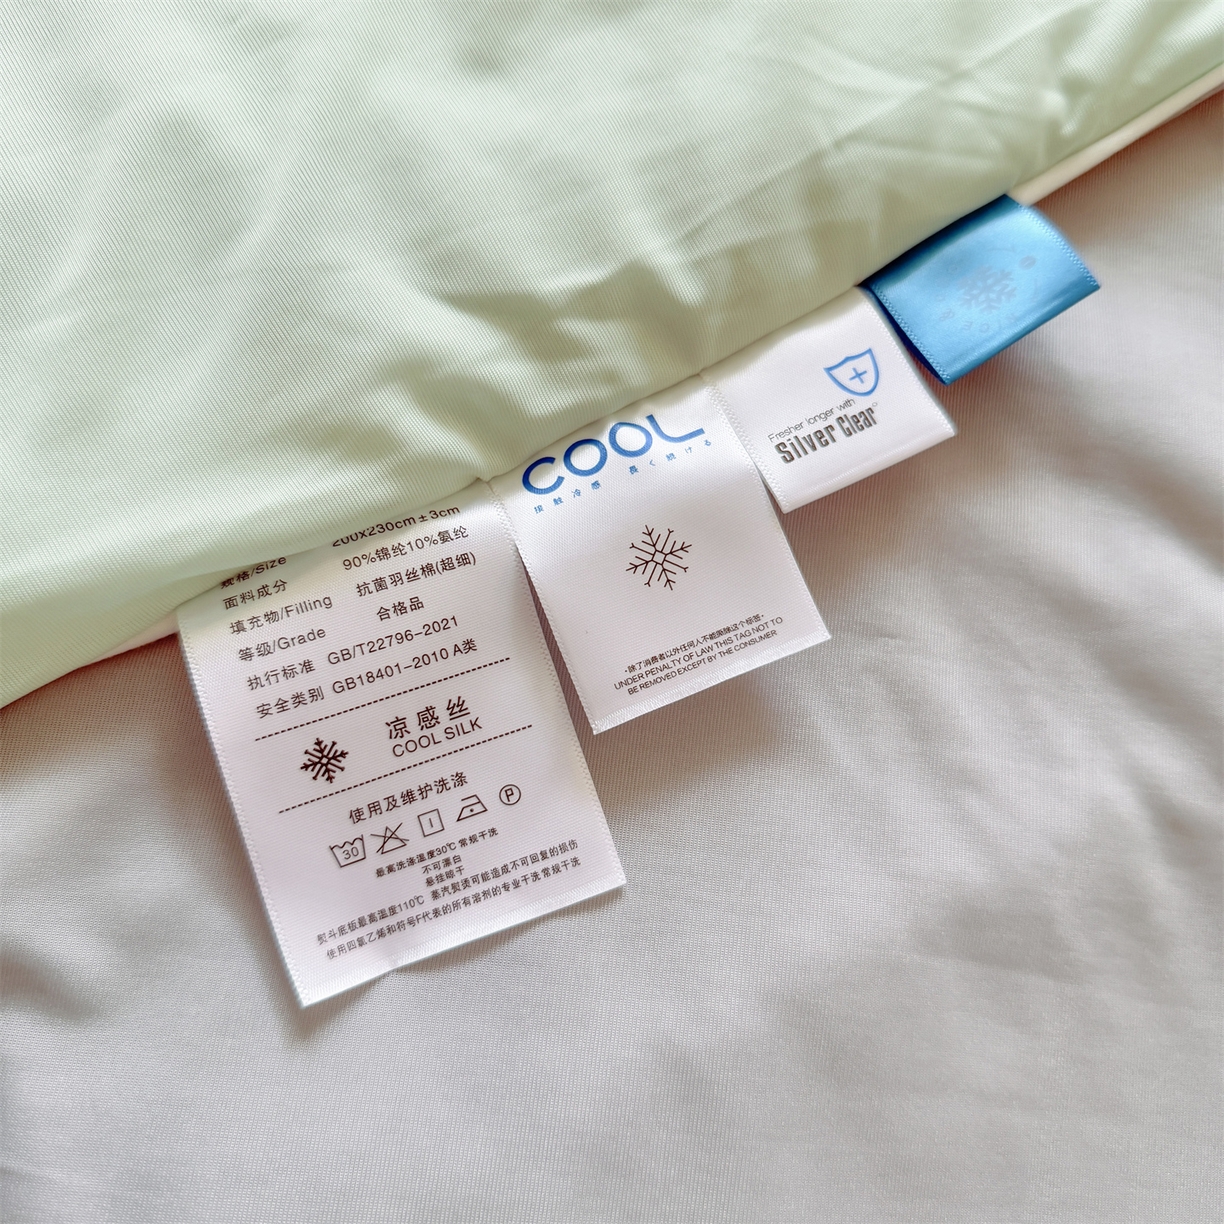 规格/Size 200x230cm±3cm
面料成分 90%锦纶10%氨纶
填充物/Filling 抗菌羽丝棉(超细)
等级/Grade 合格品
执行标准 GB/T22796-2021
安全类别 GB18401-2010 A类
凉感丝
COOL SILK
使用及维护洗涤
30 P
最高洗涤温度30℃ 常规干洗
不可漂白
悬挂晾干
熨斗底板最高温度110℃ 蒸汽熨烫可能造成不可回复的损伤
使用四氯乙烯和符号F代表的所有溶剂的专业干洗常规干洗
COOL
接触冷感 長く続ける
·除了消费者以外任何人不能撕除这个标签·
UNDER PENALTY OF LAW THIS TAG NOT TO
BE REMOVED EXCEPT BY THE CONSUMER
Fresher longer with
Silver Clear